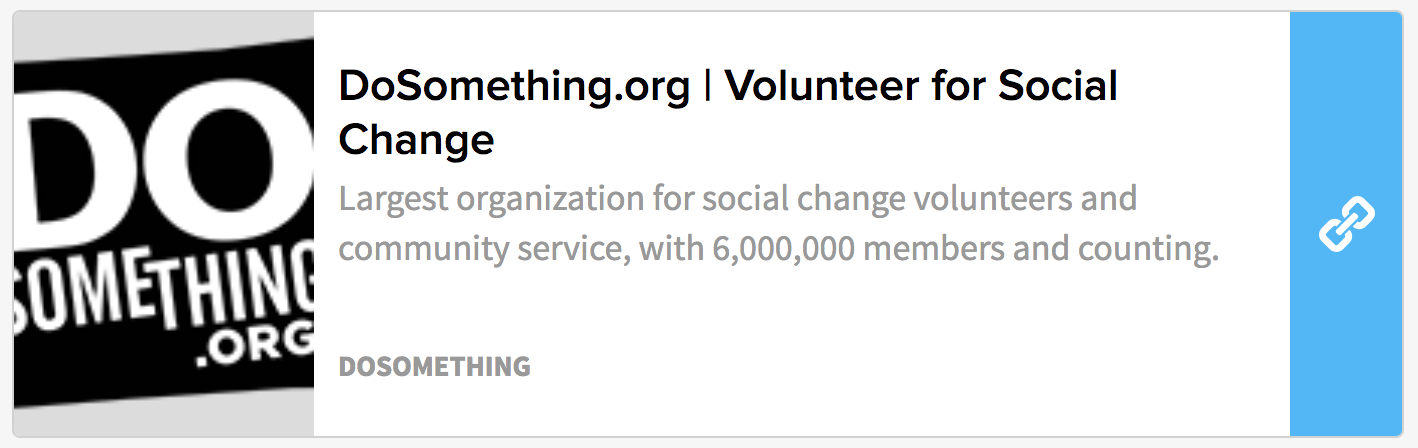 DO
SOMETHING
.ORG
DoSomething.org | Volunteer for Social
Change
Largest organization for social change volunteers and
community service, with 6,000,000 members and counting.
DOSOMETHING